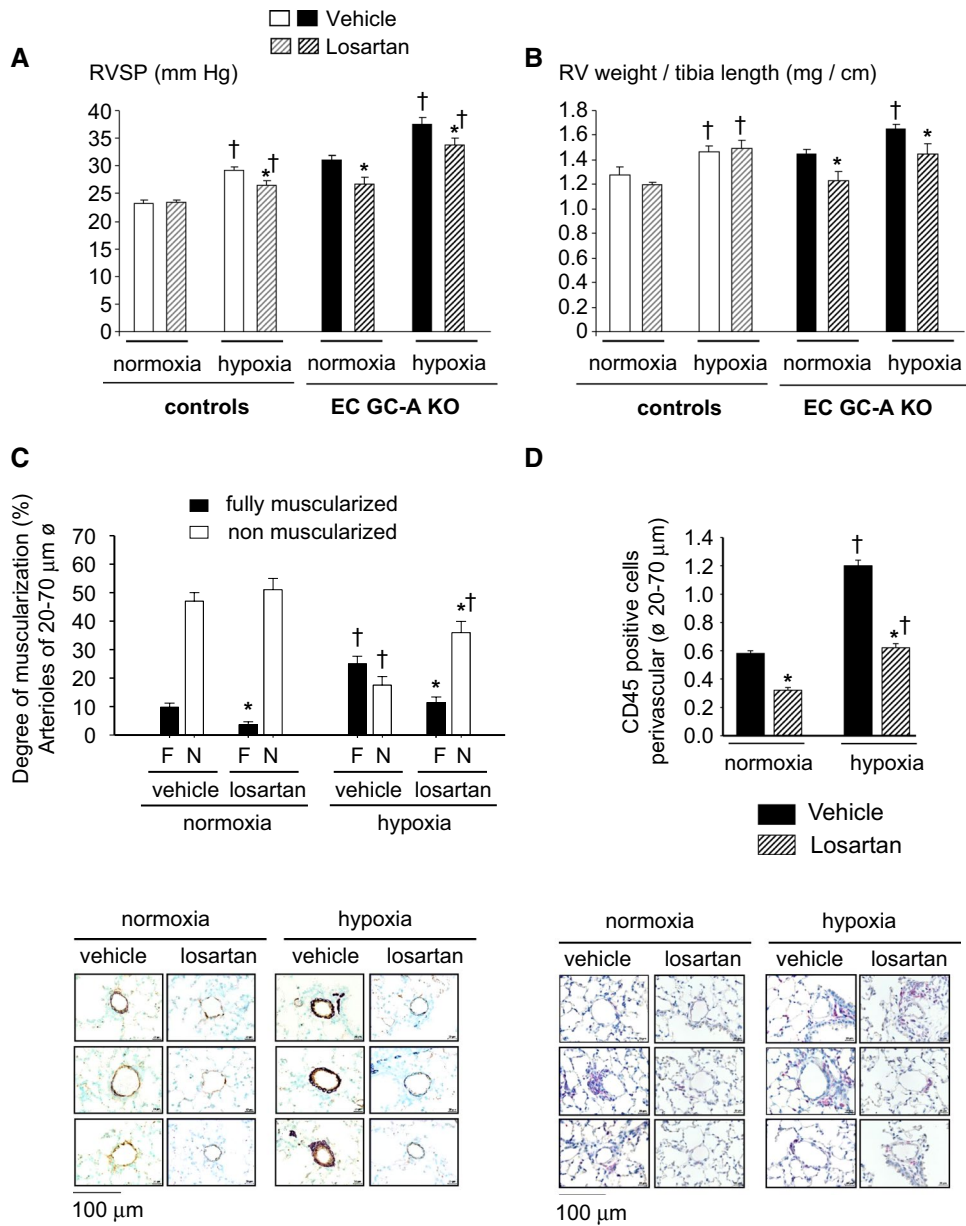 Vehicle
Losartan
A
RVSP (mm Hg)
40
35
30
25
20
15
10
5
0
†
*†
*
†
*†
normoxia hypoxia normoxia hypoxia
controls EC GC-A KO
B
RV weight / tibia length (mg / cm)
1.8
1.6
1.4
1.2
1.0
0.8
0.6
0.4
0.2
0
† †
*
†
*
normoxia hypoxia normoxia hypoxia
controls EC GC-A KO
C
Degree of muscularization (%)
Arterioles of 20-70 μm ø
fully muscularized
non muscularized
70
60
50
40
30
20
10
0
*
†
†
*
*†
F N F N F N F N
vehicle losartan vehicle losartan
normoxia hypoxia
normoxia hypoxia
vehicle losartan vehicle losartan
100 μm
D
CD45 positive cells
perivascular (ø 20-70 μm)
1.4
1.2
1.0
0.8
0.6
0.4
0.2
0.0
*
†
*†
normoxia hypoxia
Vehicle
Losartan
normoxia hypoxia
vehicle losartan vehicle losartan
100 μm